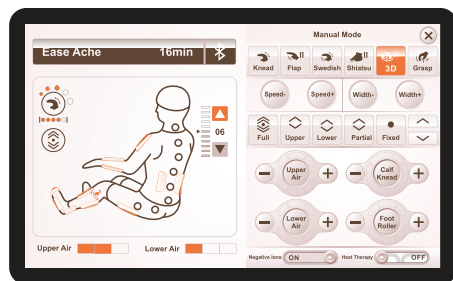 Ease Ache 16min
06
Upper Air Lower Air
Manual Mode
Knead Flap Swedish Shiatsu 3D Grasp
Speed- Speed+ Width- Width+
Full Upper Lower Partial Fixed
Upper Air
Calf Knead
Lower Air
Foot Roller
Negative Ions ON Heat Therapy OFF